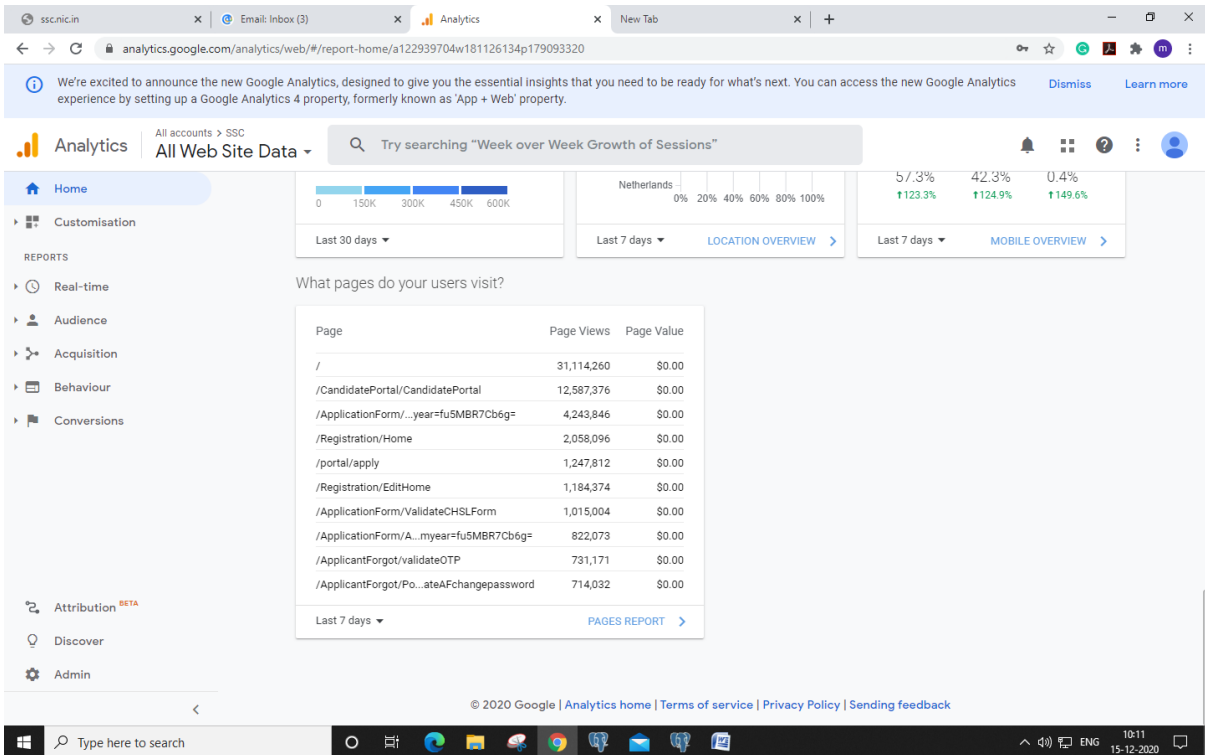 ssc.nic.in
Email: Inbox (3)
Analytics
New Tab
analytics.google.com/analytics/web/#/report-home/a122939704w181126134p179093320
m
We're excited to announce the new Google Analytics, designed to give you the essential insights that you need to be ready for what's next. You can access the new Google Analytics
experience by setting up a Google Analytics 4 property, formerly known as 'App + Web' property.
Dismiss
Learn more
Analytics
All accounts > SSC
All Web Site Data
Try searching "Week over Week Growth of Sessions"
Home
Customisation
REPORTS
Real-time
Audience
Acquisition
Behaviour
Conversions
Attribution BETA
Discover
Admin
0 150K 300K 450K 600K
Last 30 days
Netherlands
0% 20% 40% 60% 80% 100%
Last 7 days LOCATION OVERVIEW
57.3% 42.3% 0.4%
123.3% 124.9% 149.6%
Last 7 days MOBILE OVERVIEW
What pages do your users visit?
Page Page Views Page Value
/ 31,114,260 $0.00
/CandidatePortal/CandidatePortal 12,587,376 $0.00
/ApplicationForm/...year=fu5MBR7Cb6g= 4,243,846 $0.00
/Registration/Home 2,058,096 $0.00
/portal/apply 1,247,812 $0.00
/Registration/EditHome 1,184,374 $0.00
/ApplicationForm/ValidateCHSLForm 1,015,004 $0.00
/ApplicationForm/A...myear=fu5MBR7Cb6g= 822,073 $0.00
/ApplicantForgot/validateOTP 731,171 $0.00
/ApplicantForgot/Po...ateAFchangepassword 714,032 $0.00
Last 7 days PAGES REPORT
© 2020 Google | Analytics home | Terms of service | Privacy Policy | Sending feedback
Type here to search
ENG
10:11
15-12-2020